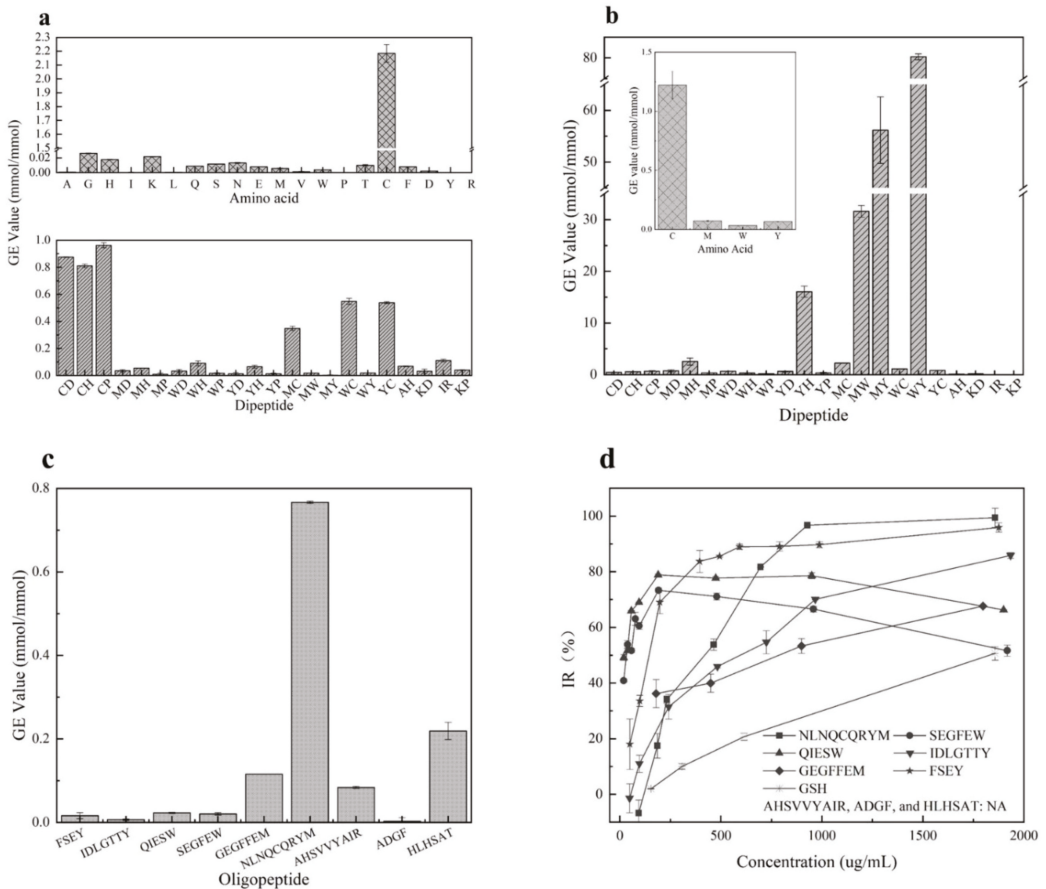 a
GE Value (mmol/mmol)
2.3
2.2
2.1
2.0
1.9
1.8
1.7
1.6
1.5
0.02
0.00
A G H I K L Q S N E M V W P T C F D Y R
Amino acid
1.0
0.8
0.6
0.4
0.2
0.0
CD CH CP MD MH MP WD WH WP YD YH YP MC MW MY WC WY YC AH KD IR KP
Dipeptide
b
GE Value (mmol/mmol)
80
60
50
30
20
10
0
1.5
1.0
0.5
0.0
GE value (mmol/mmol)
C M W Y
Amino Acid
CD CH CP MD MH MP WD WH WP YD YH YP MC MW MY WC WY YC AH KD IR KP
Dipeptide
c
GE Value (mmol/mmol)
0.8
0.6
0.4
0.2
0.0
FSEY IDLGTTY QIESW SEGFEW GEGFFEM NLNQCQRYM AHSVVYAIR ADGF HLHSAT
Oligopeptide
d
IR（%）
100
80
60
40
20
0
NLNQCQRYM SEGFEW
QIESW IDLGTTY
GEGFFEM FSEY
GSH
AHSVVYAIR, ADGF, and HLHSAT: NA
0 500 1000 1500 2000
Concentration (ug/mL)